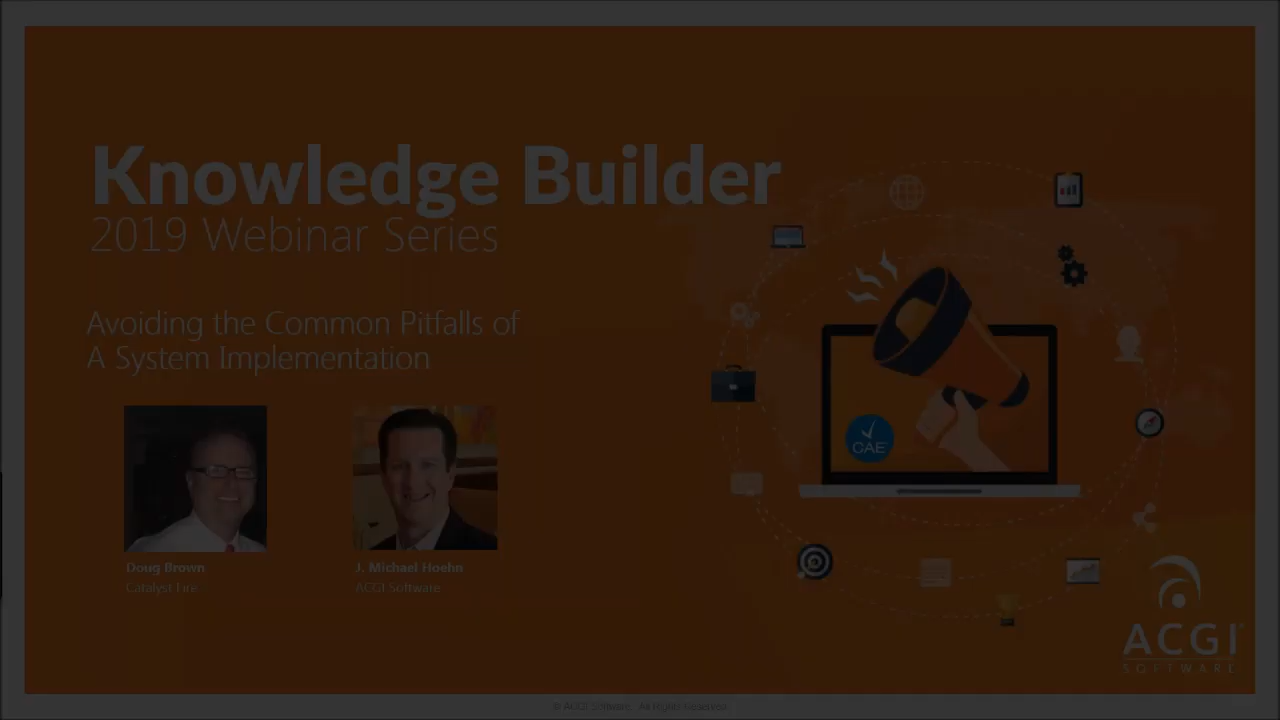 Knowledge Builder
2019 Webinar Series
Avoiding the Common Pitfalls of
A System Implementation
CAE
Doug Brown
J. Michael Hoehn
Catalyst Fire
ACGI Software
ACGI
SOFTWARE
© ACGI Software All Rights Reserved